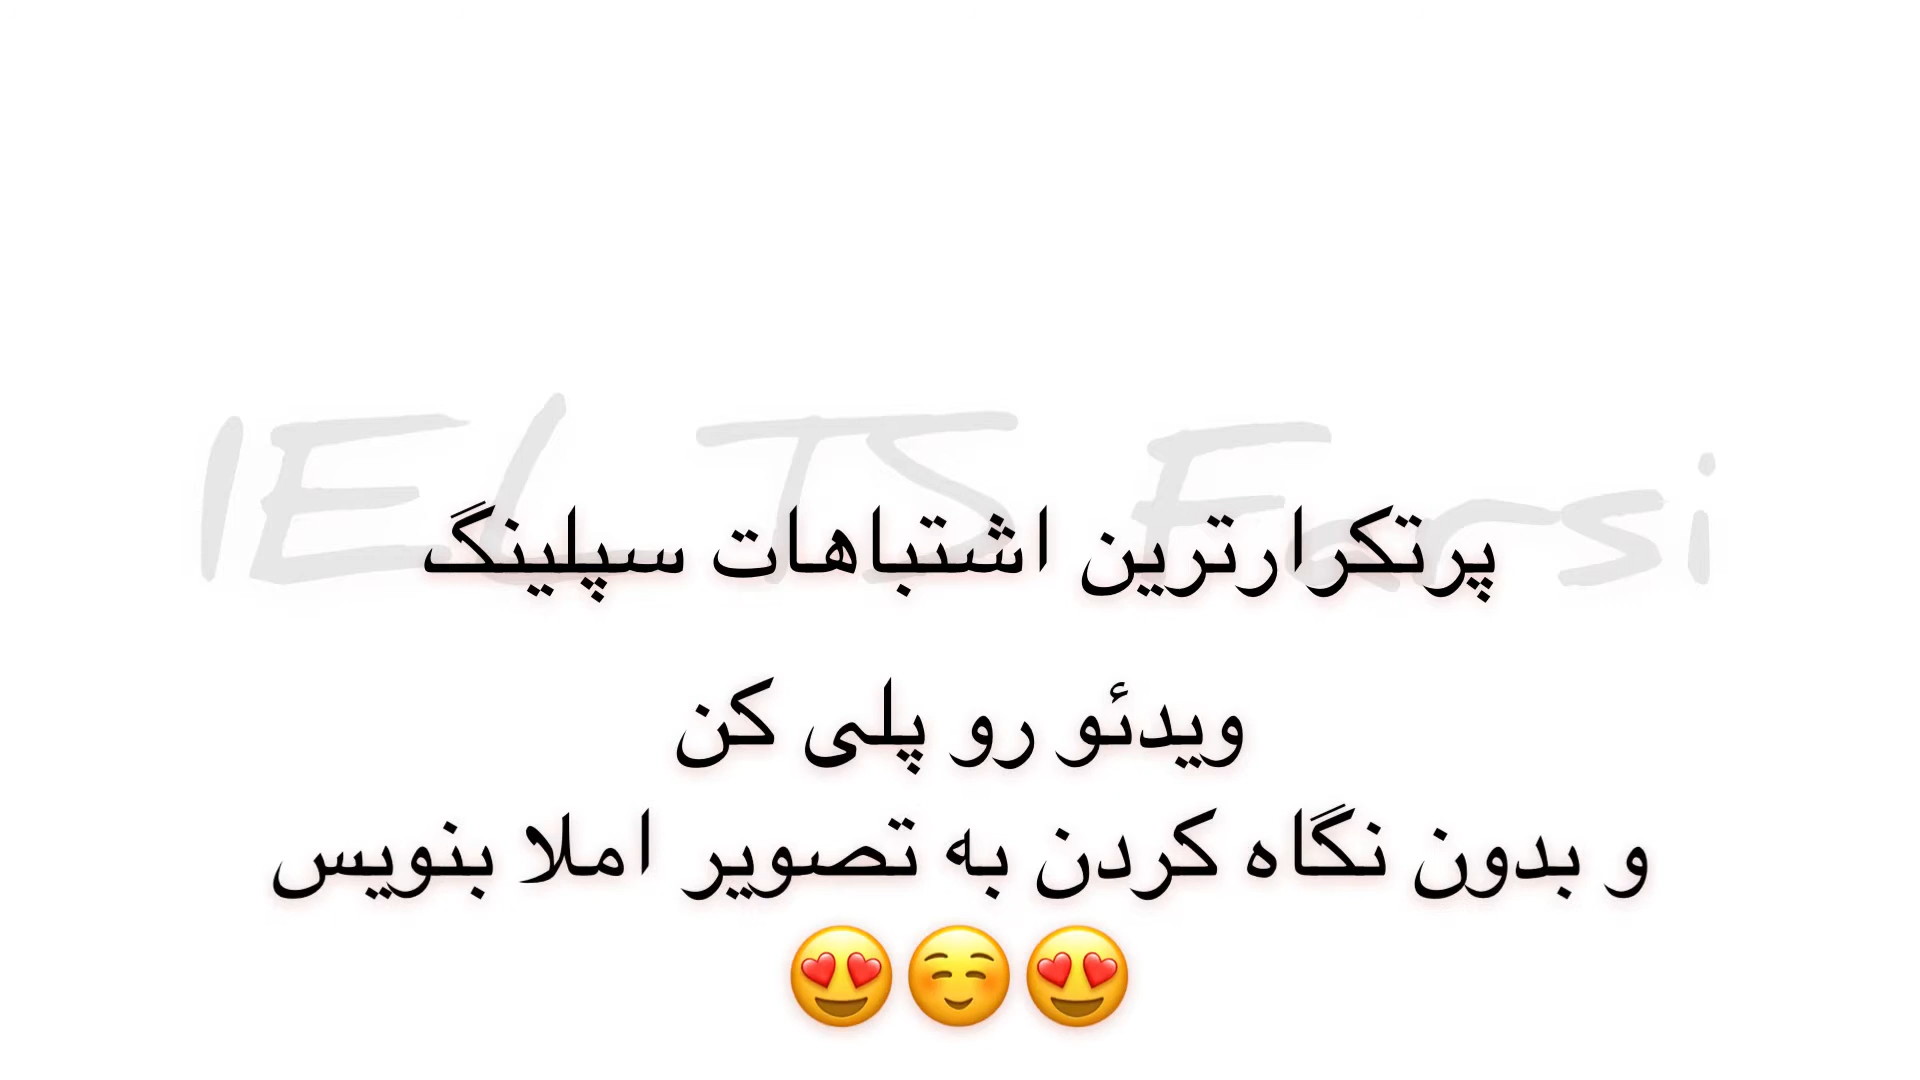 IELTS Farsi
پرتکرارترین اشتباهات سپلینگ
ویدئو رو پلی کن
و بدون نگاه کردن به تصویر املا بنویس
😍☺️😍